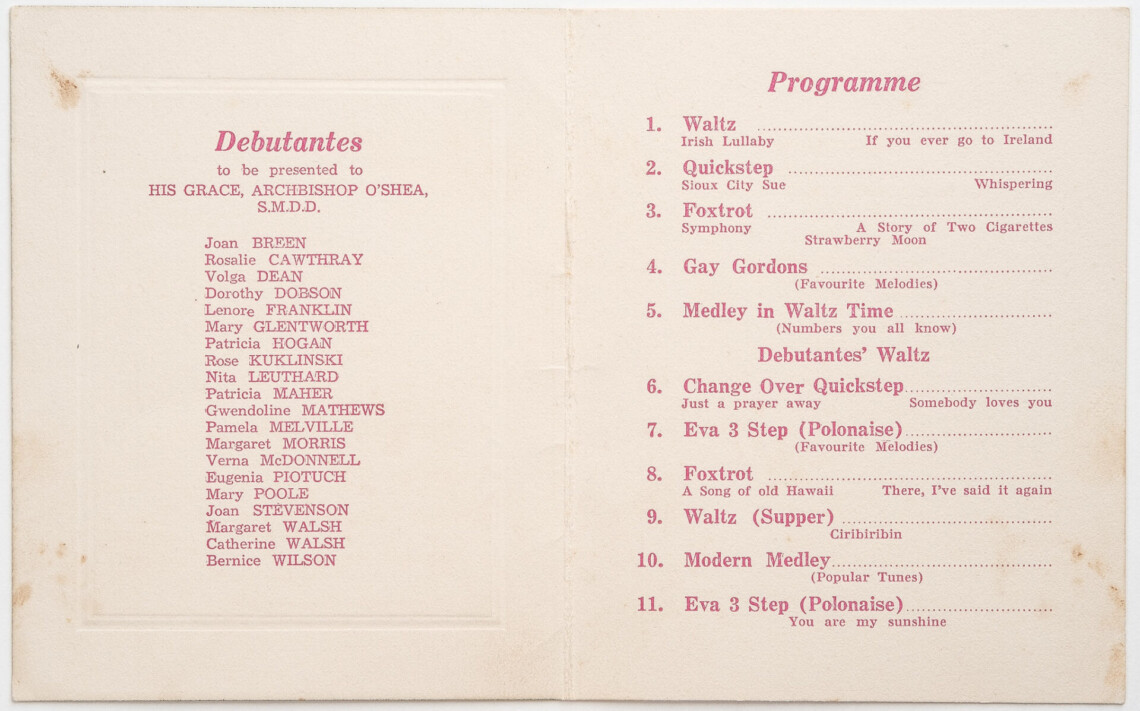 Debutantes
to be presented to
HIS GRACE, ARCHBISHOP O'SHEA,
S.M.D.D.
Joan BREEN
Rosalie CAWTHRAY
Volga DEAN
Dorothy DOBSON
Lenore FRANKLIN
Mary GLENTWORTH
Patricia HOGAN
Rose KUKLINSKI
Nita LEUTHARD
Patricia MAHER
Gwendoline MATHEWS
Pamela MELVILLE
Margaret MORRIS
Verna McDONNELL
Eugenia PIOTUCH
Mary POOLE
Joan STEVENSON
Margaret WALSH
Catherine WALSH
Bernice WILSON
Programme
1. Waltz ........................................
Irish Lullaby If you ever go to Ireland
2. Quickstep ........................................
Sioux City Sue Whispering
3. Foxtrot ........................................
Symphony A Story of Two Cigarettes
Strawberry Moon
4. Gay Gordons ........................................
(Favourite Melodies)
5. Medley in Waltz Time ..............................
(Numbers you all know)
Debutantes' Waltz
6. Change Over Quickstep..............................
Just a prayer away Somebody loves you
7. Eva 3 Step (Polonaise)..............................
(Favourite Melodies)
8. Foxtrot ........................................
A Song of old Hawaii There, I've said it again
9. Waltz (Supper) ........................................
Ciribiribin
10. Modern Medley........................................
(Popular Tunes)
11. Eva 3 Step (Polonaise)..............................
You are my sunshine